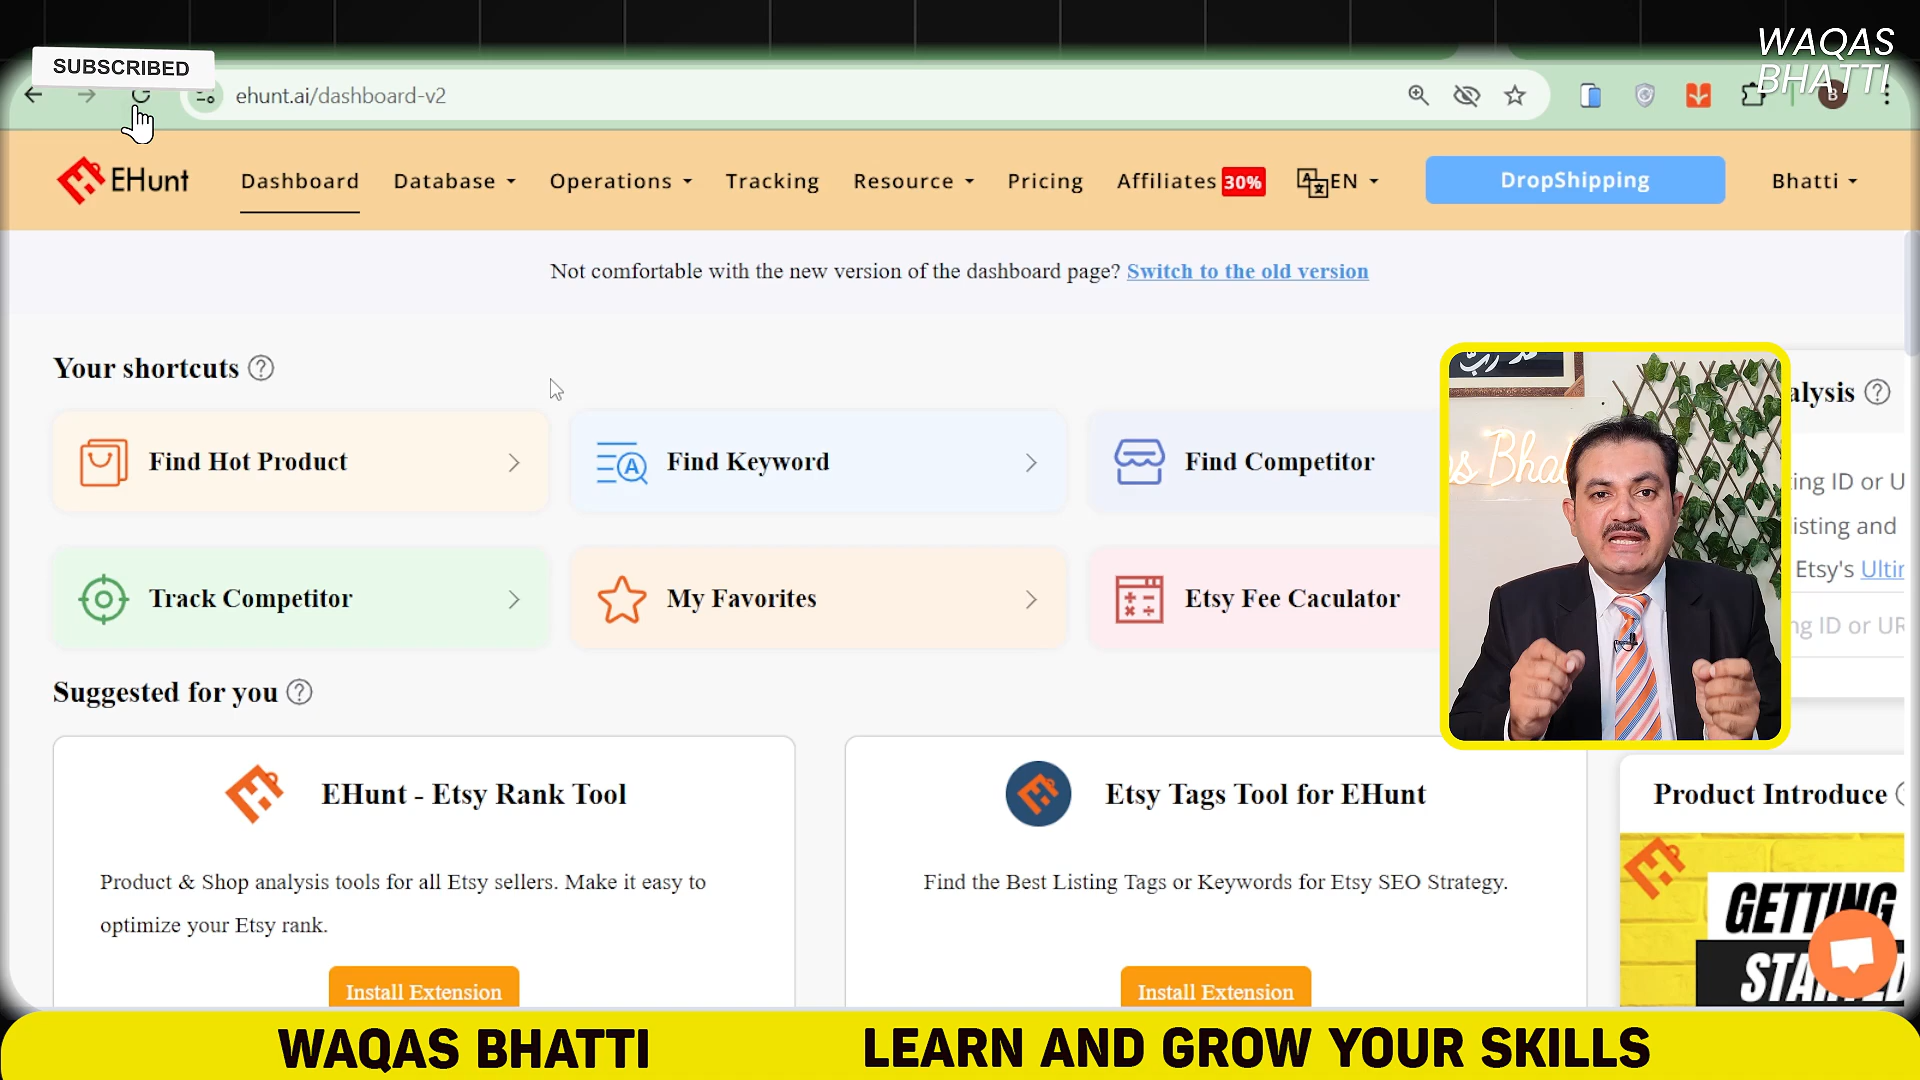 WAQAS
BHATTI
SUBSCRIBED
ehunt.ai/dashboard-v2
B
EHunt
Dashboard
Database
Operations
Tracking
Resource
Pricing
Affiliates 30%
EN
DropShipping
Bhatti
Not comfortable with the new version of the dashboard page? Switch to the old version
Your shortcuts ?
alysis ?
Find Hot Product
Find Keyword
Find Competitor
ing ID or U
isting and
Etsy's Ultir
Track Competitor
My Favorites
Etsy Fee Caculator
ng ID or UR
s Bhat
Suggested for you ?
EHunt - Etsy Rank Tool
Product & Shop analysis tools for all Etsy sellers. Make it easy to
optimize your Etsy rank.
Install Extension
Etsy Tags Tool for EHunt
Find the Best Listing Tags or Keywords for Etsy SEO Strategy.
Install Extension
Product Introduce
GETTING
WAQAS BHATTI
LEARN AND GROW YOUR SKILLS